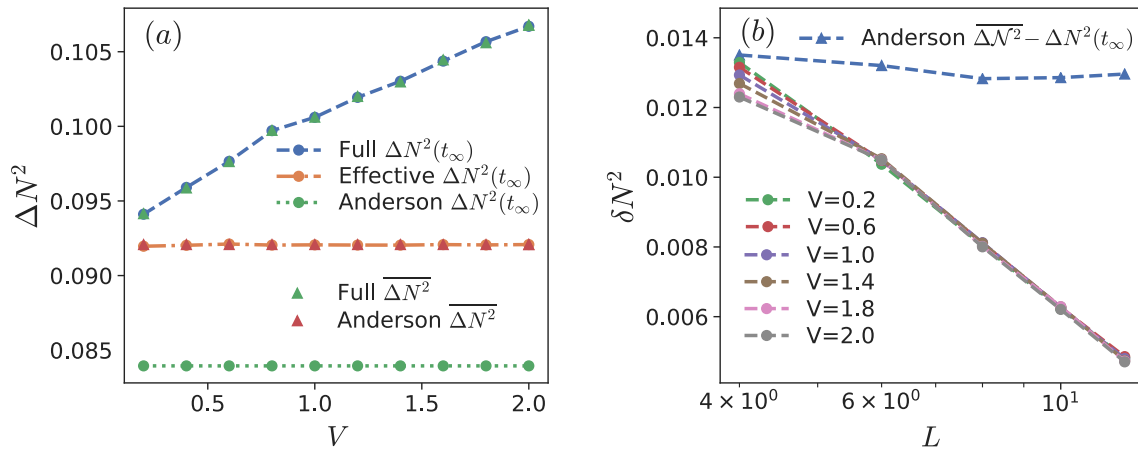 (a)
0.105
0.100
0.095
0.090
0.085
ΔN²
Full ΔN²(t∞)
Effective ΔN²(t∞)
Anderson ΔN²(t∞)
Full \overline{ΔN²}
Anderson \overline{ΔN²}
0.5
1.0
1.5
2.0
V
(b)
Anderson \overline{Δ𝒩²} − ΔN²(t∞)
0.014
0.012
0.010
0.008
0.006
δN²
V=0.2
V=0.6
V=1.0
V=1.4
V=1.8
V=2.0
4 × 10⁰
6 × 10⁰
10¹
L